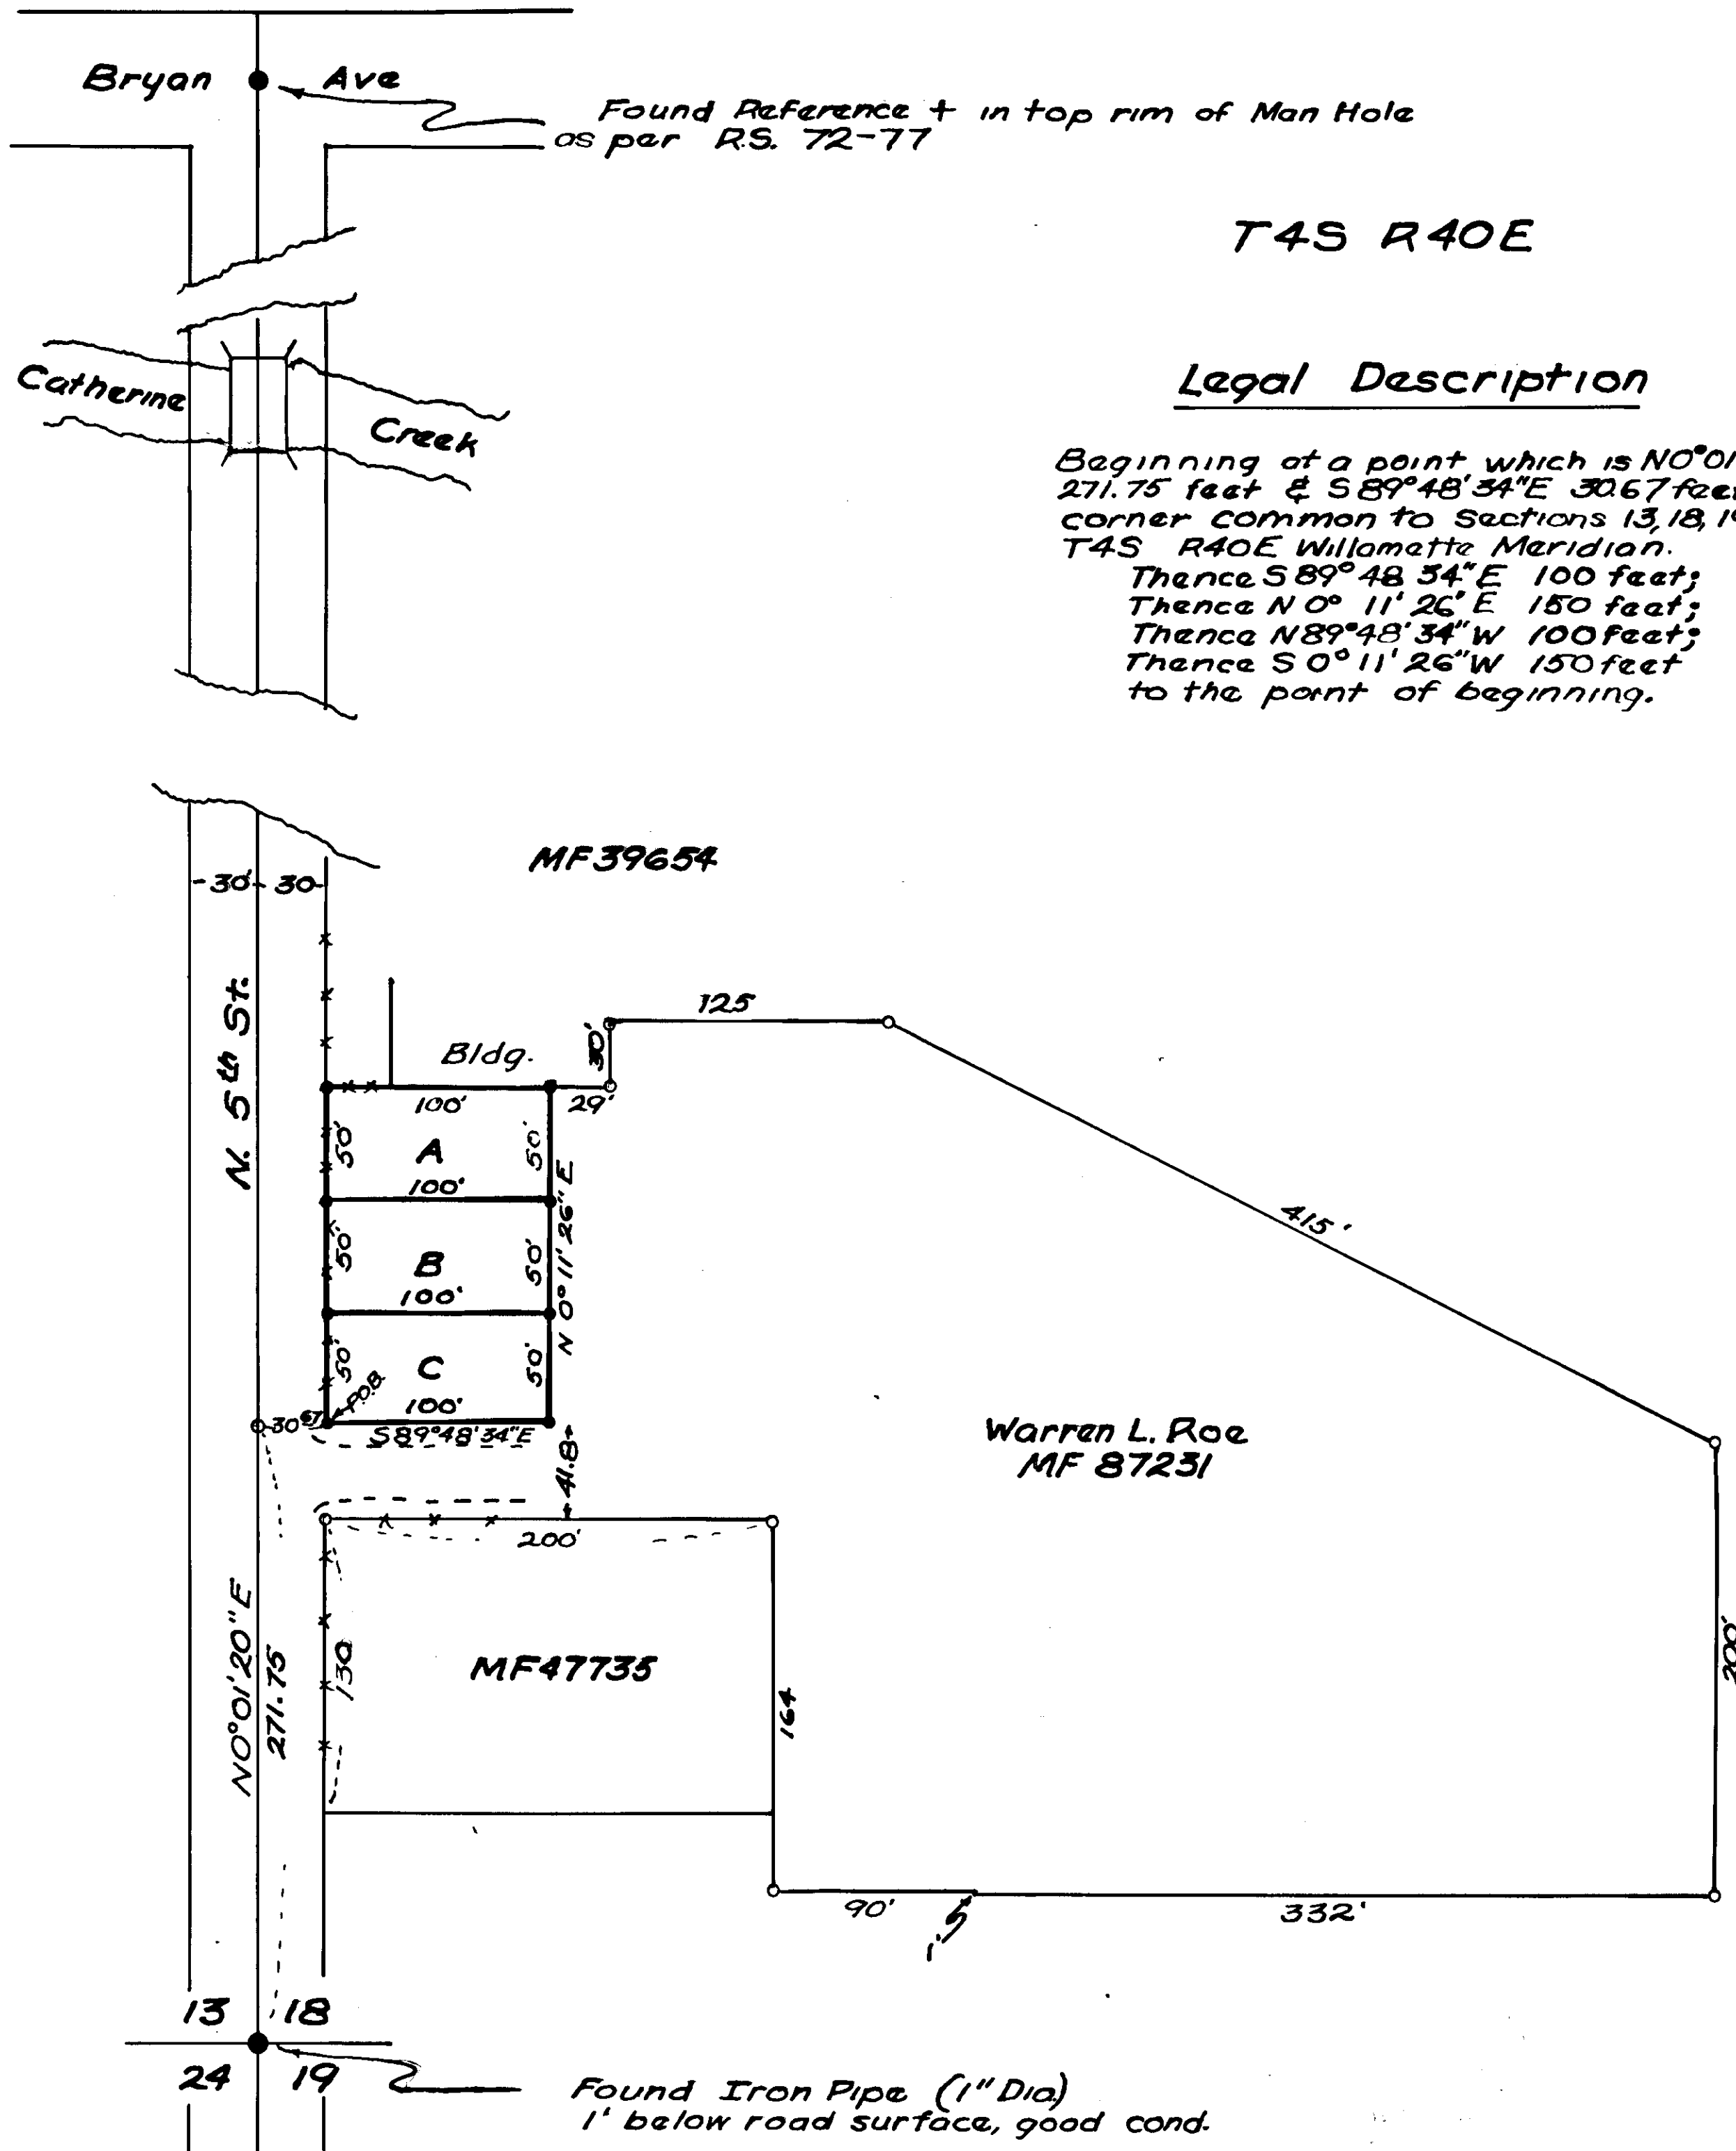 Bryan Ave
Found Reference + in top rim of Man Hole
as per R.S. 72-77
T4S R40E
Catherine Creek
Legal Description
Beginning at a point which is N0°01'
271.75 feet & S89°48'34"E 30.67 feet
corner common to Sections 13, 18, 19
T4S R40E Willamette Meridian.
Thence S89°48 34"E 100 feet;
Thence N 0° 11' 26" E 150 feet;
Thence N89°48'34" W 100 feet;
Thence S 0° 11' 26" W 150 feet
to the point of beginning.
MF39654
30' 30
N. 5th St.
125
30'
Bldg.
100' 29'
50' A 50'
100'
50' B 50'
100'
50' C 50'
100'
N 0° 11' 26" E
P.O.B.
30 67
S89°48'34"E
41.8
415'
Warren L. Roe
MF 87231
200'
200'
130
MF47735
164
N0°01'20"E
271.75
90'
1'
332'
13 18
24 19
Found Iron Pipe (1" Dia)
1' below road surface, good cond.